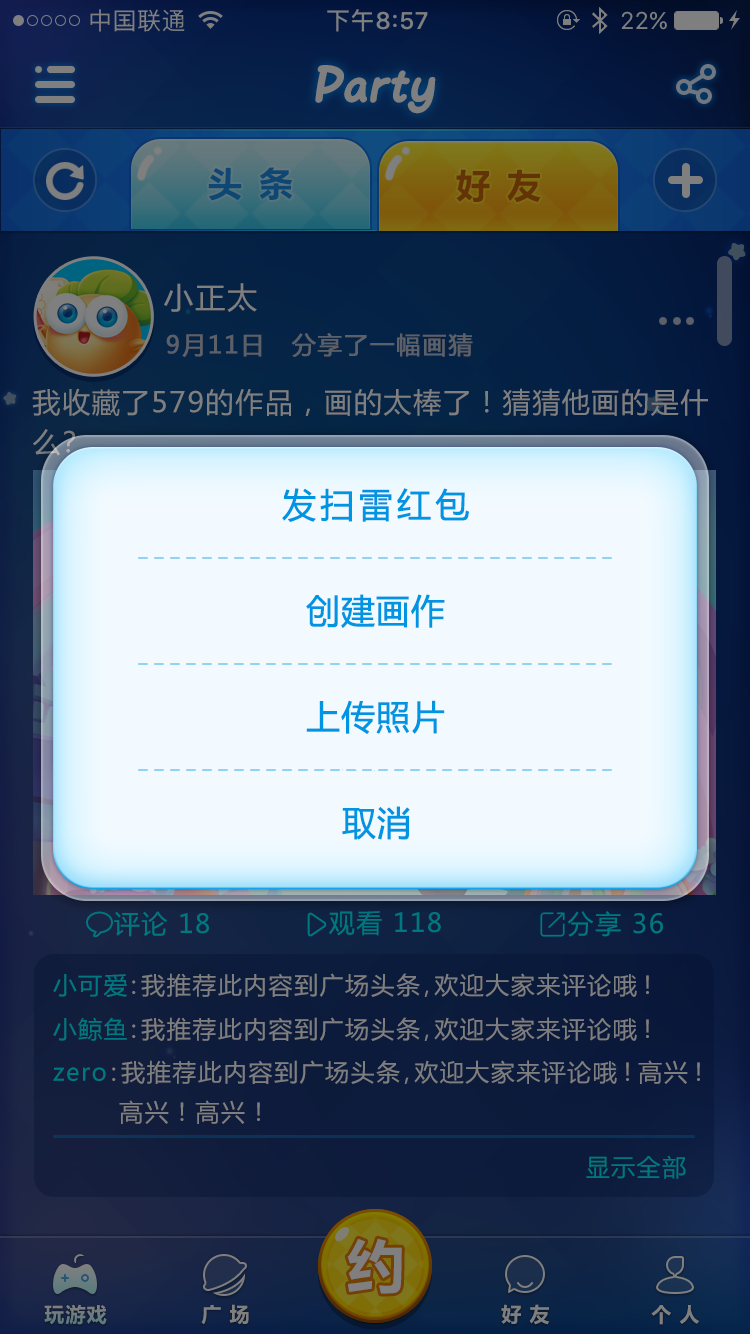 中国联通 下午8:57 22%
Party
头条 好友
小正太
9月11日 分享了一幅画猜
我收藏了579的作品，画的太棒了！猜猜他画的是什
么?
发扫雷红包
创建画作
上传照片
取消
评论 18 观看 118 分享 36
小可爱:我推荐此内容到广场头条,欢迎大家来评论哦！
小鲸鱼:我推荐此内容到广场头条,欢迎大家来评论哦！
zero:我推荐此内容到广场头条,欢迎大家来评论哦！高兴！
高兴！高兴！
显示全部
约
玩游戏 广场 好友 个人